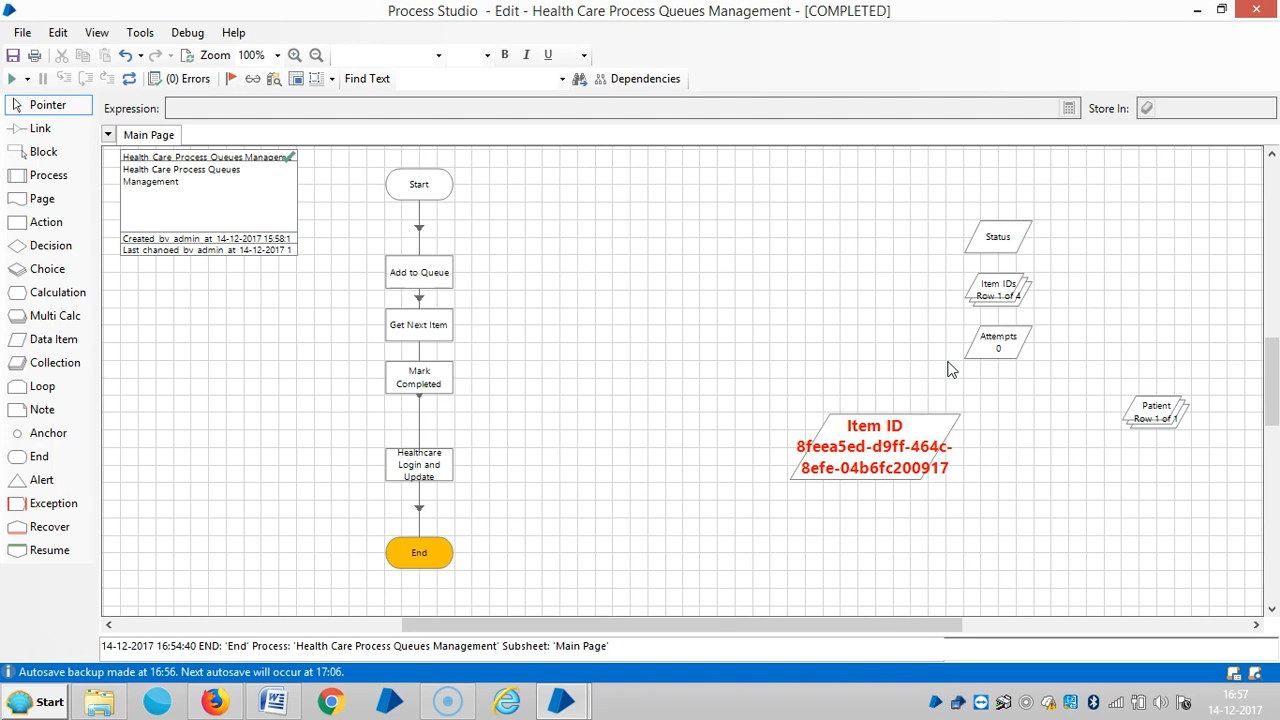 Process Studio - Edit - Health Care Process Queues Management - [COMPLETED]
File Edit View Tools Debug Help
Zoom 100% B I U
(0) Errors Find Text Dependencies
Pointer
Expression: Store In:
Link
Main Page
Block
Process
Page
Action
Decision
Choice
Calculation
Multi Calc
Data Item
Collection
Loop
Note
Anchor
End
Alert
Exception
Recover
Resume
Health Care Process Queues
Health Care Process Queues
Management
Created by admin at 14-12-2017 15:58:1
Last changed by admin at 14-12-2017 1
Start
Add to Queue
Get Next Item
Mark
Completed
Healthcare
Login and
Update
End
Status
Item IDs
Row 1 of 4
Attempts
0
Patient
Row 1 of 1
Item ID
8feea5ed-d9ff-464c-
8efe-04b6fc200917
14-12-2017 16:54:40 END: 'End' Process: 'Health Care Process Queues Management' Subsheet: 'Main Page'
Autosave backup made at 16:56. Next autosave will occur at 17:06.
Start
16:57
14-12-2017